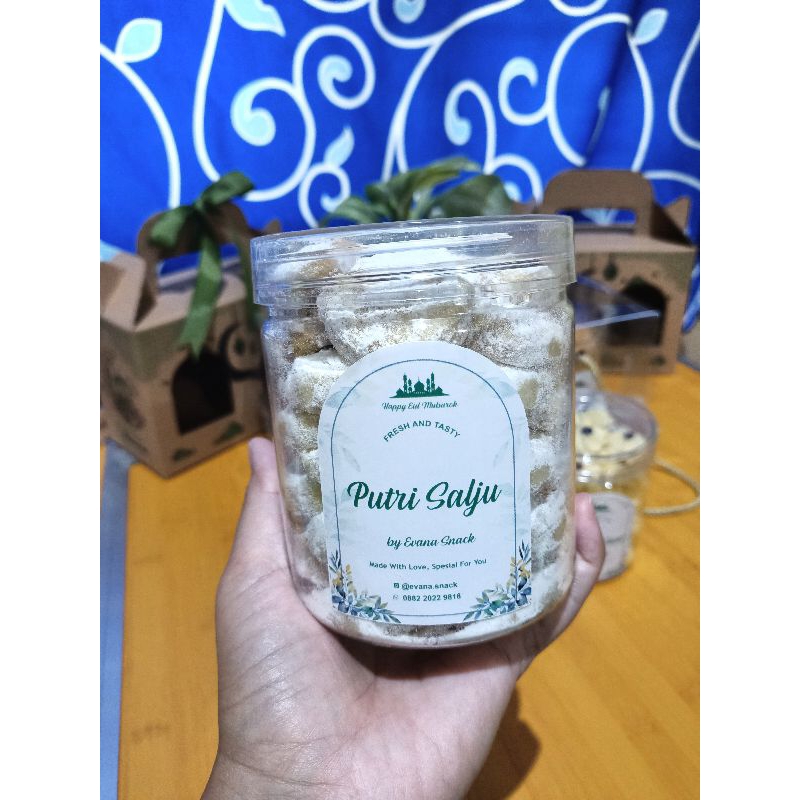 Happy Eid Mubarok
FRESH AND TASTY
Putri Salju
by Evana Snack
Made With Love, Spesial For You
@evana.snack
0882 2022 9818